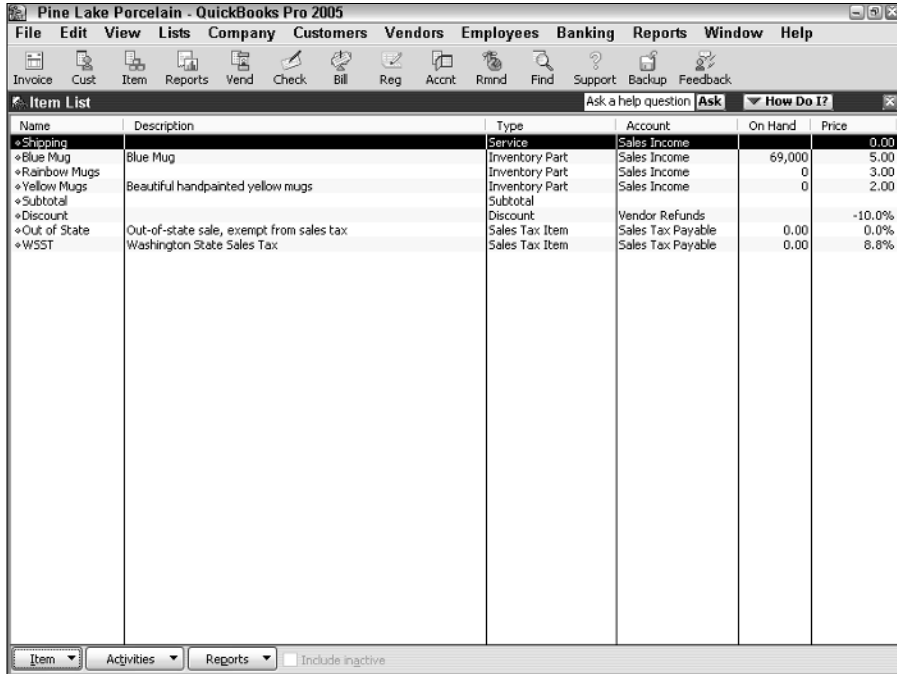 Pine Lake Porcelain - QuickBooks Pro 2005
File Edit View Lists Company Customers Vendors Employees Banking Reports Window Help
Invoice Cust Item Reports Vend Check Bill Reg Accnt Rmnd Find Support Backup Feedback
Item List Ask a help question Ask How Do I?
Name Description Type Account On Hand Price
Shipping Service Sales Income 0.00
Blue Mug Blue Mug Inventory Part Sales Income 69,000 5.00
Rainbow Mugs Inventory Part Sales Income 0 3.00
Yellow Mugs Beautiful handpainted yellow mugs Inventory Part Sales Income 0 2.00
Subtotal Subtotal
Discount Discount Vendor Refunds -10.0%
Out of State Out-of-state sale, exempt from sales tax Sales Tax Item Sales Tax Payable 0.00 0.0%
WSST Washington State Sales Tax Sales Tax Item Sales Tax Payable 0.00 8.8%
Item Activities Reports Include inactive